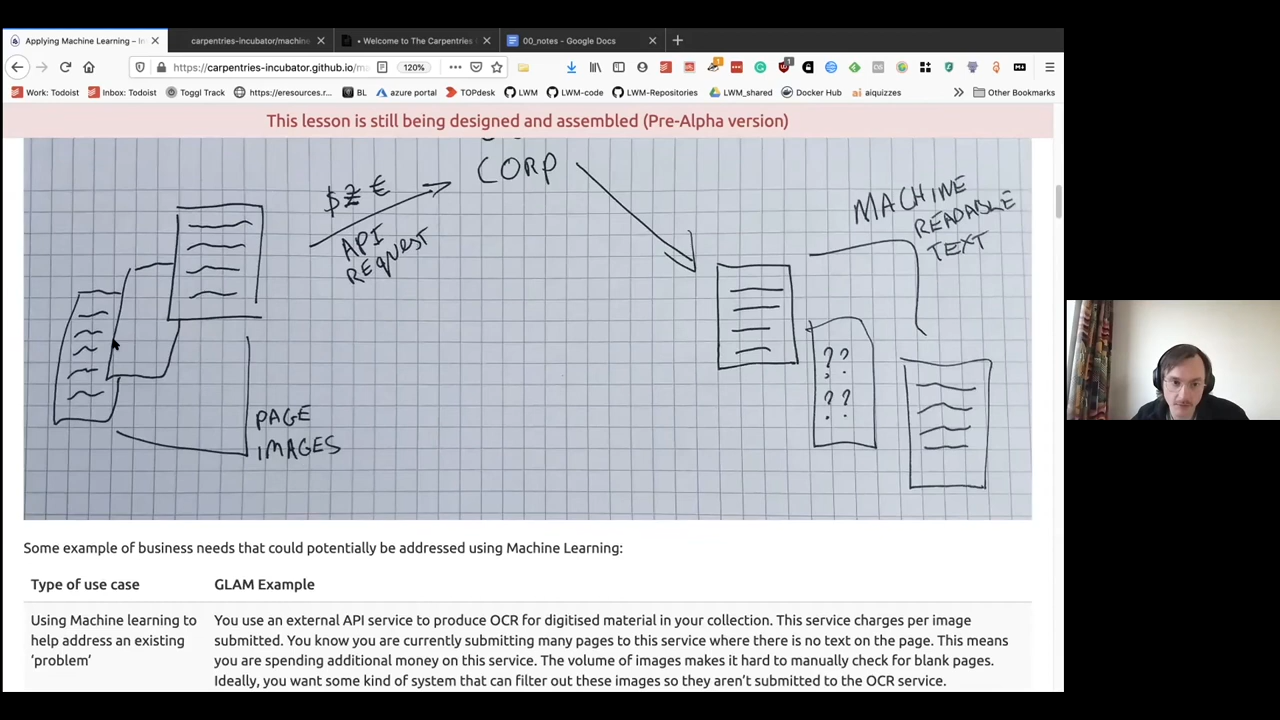 Applying Machine Learning – In
carpentries-incubator/machine
• Welcome to The Carpentries
00_notes - Google Docs
https://carpentries-incubator.github.io/ma
120%
Work: Todoist
Inbox: Todoist
Toggl Track
https://eresources.r...
BL
azure portal
TOPdesk
LWM
LWM-code
LWM-Repositories
LWM_shared
Docker Hub
ai aiquizzes
Other Bookmarks
This lesson is still being designed and assembled (Pre-Alpha version)
CORP
API
REQUEST
MACHINE
READABLE
TEXT
? ?
? ?
PAGE
IMAGES
Some example of business needs that could potentially be addressed using Machine Learning:
Type of use case
GLAM Example
Using Machine learning to
help address an existing
‘problem’
You use an external API service to produce OCR for digitised material in your collection. This service charges per image
submitted. You know you are currently submitting many pages to this service where there is no text on the page. This means
you are spending additional money on this service. The volume of images makes it hard to manually check for blank pages.
Ideally, you want some kind of system that can filter out these images so they aren't submitted to the OCR service.